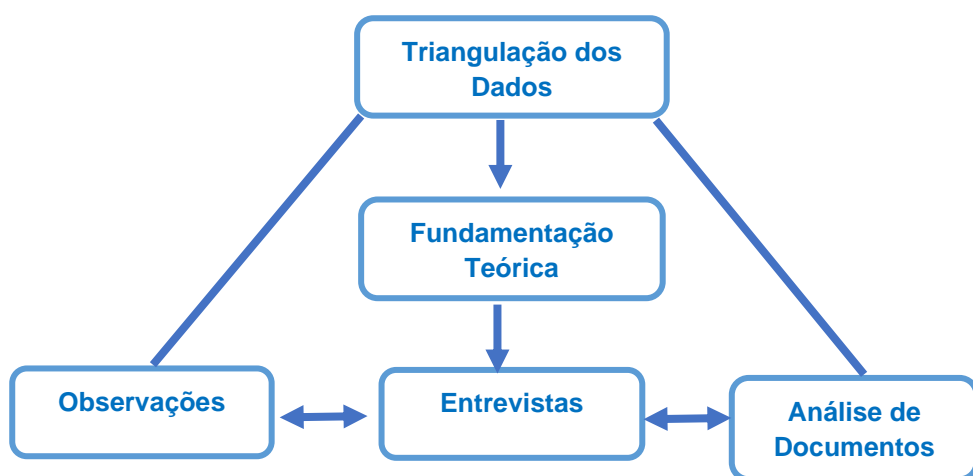 Triangulação dos
Dados
Fundamentação
Teórica
Observações
Entrevistas
Análise de
Documentos